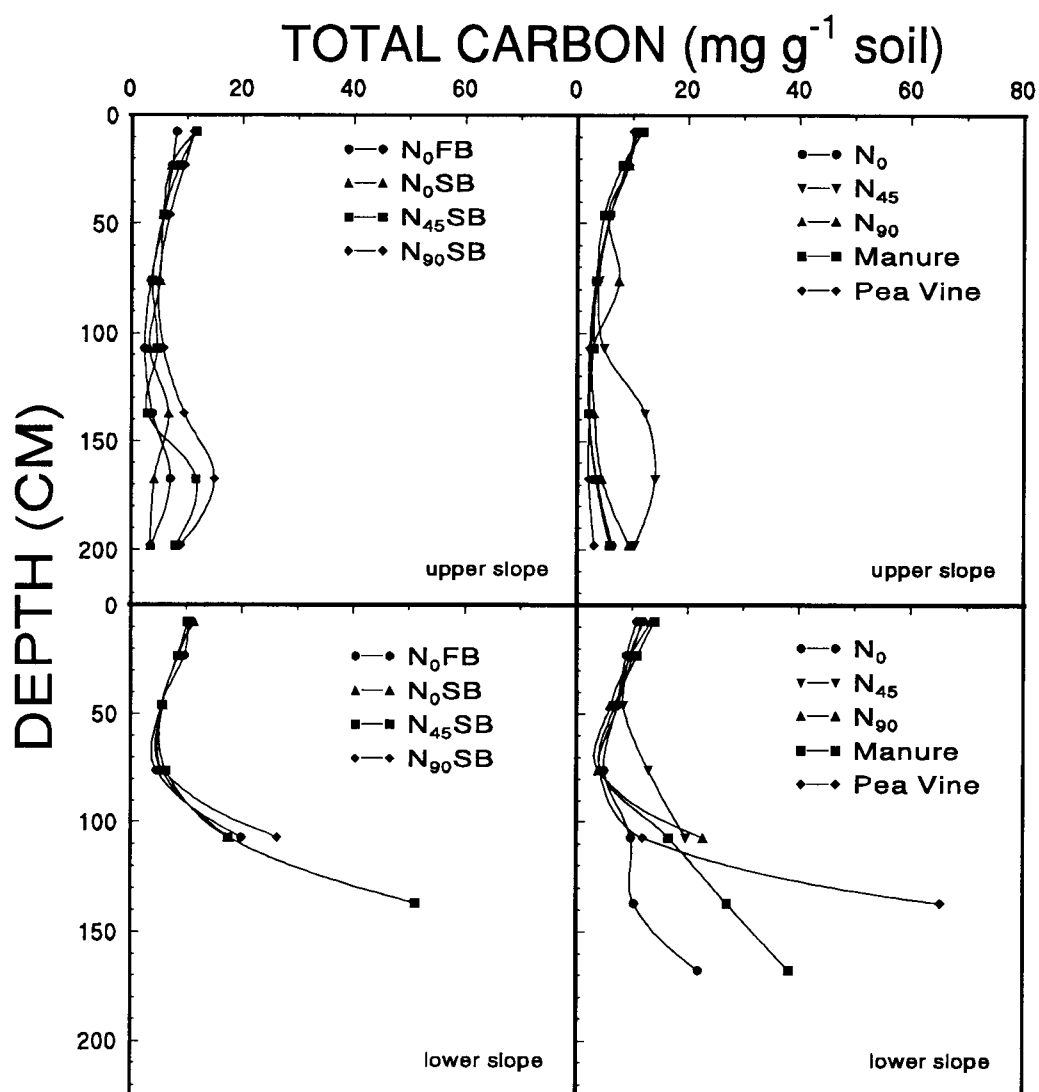 TOTAL CARBON (mg g⁻¹ soil)
0 20 40 60 0 20 40 60 80
DEPTH (CM)
0
50
100
150
200
N₀FB
N₀SB
N₄₅SB
N₉₀SB
upper slope
N₀
N₄₅
N₉₀
Manure
Pea Vine
upper slope
0
50
100
150
200
N₀FB
N₀SB
N₄₅SB
N₉₀SB
lower slope
N₀
N₄₅
N₉₀
Manure
Pea Vine
lower slope